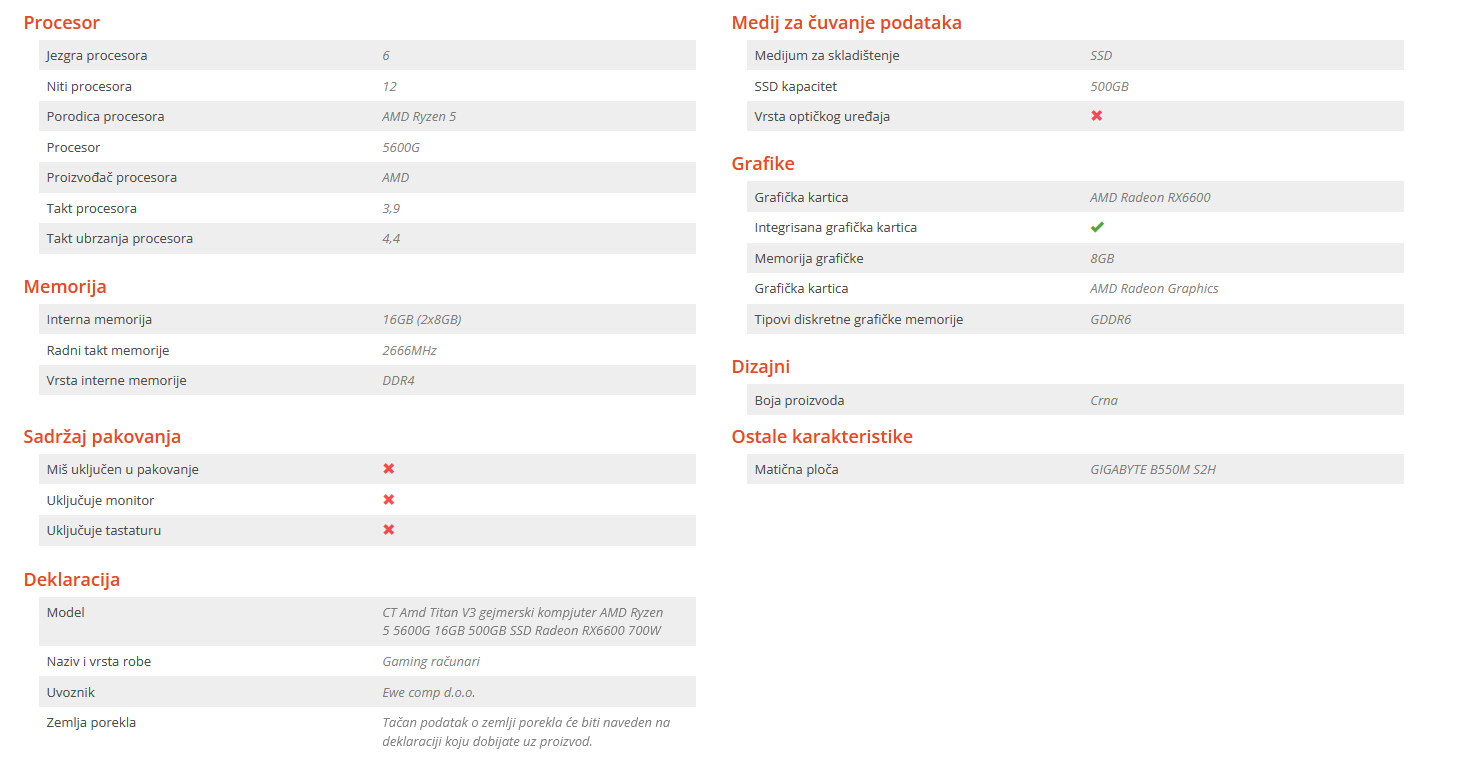 Procesor
Jezgra procesora 6
Niti procesora 12
Porodica procesora AMD Ryzen 5
Procesor 5600G
Proizvođač procesora AMD
Takt procesora 3,9
Takt ubrzanja procesora 4,4
Memorija
Interna memorija 16GB (2x8GB)
Radni takt memorije 2666MHz
Vrsta interne memorije DDR4
Sadržaj pakovanja
Miš uključen u pakovanje
Uključuje monitor
Uključuje tastaturu
Deklaracija
Model CT Amd Titan V3 gejmerski kompjuter AMD Ryzen
5 5600G 16GB 500GB SSD Radeon RX6600 700W
Naziv i vrsta robe Gaming računari
Uvoznik Ewe comp d.o.o.
Zemlja porekla Tačan podatak o zemlji porekla će biti naveden na
deklaraciji koju dobijate uz proizvod.
Medij za čuvanje podataka
Medijum za skladištenje SSD
SSD kapacitet 500GB
Vrsta optičkog uređaja
Grafike
Grafička kartica AMD Radeon RX6600
Integrisana grafička kartica
Memorija grafičke 8GB
Grafička kartica AMD Radeon Graphics
Tipovi diskretne grafičke memorije GDDR6
Dizajni
Boja proizvoda Crna
Ostale karakteristike
Matična ploča GIGABYTE B550M S2H